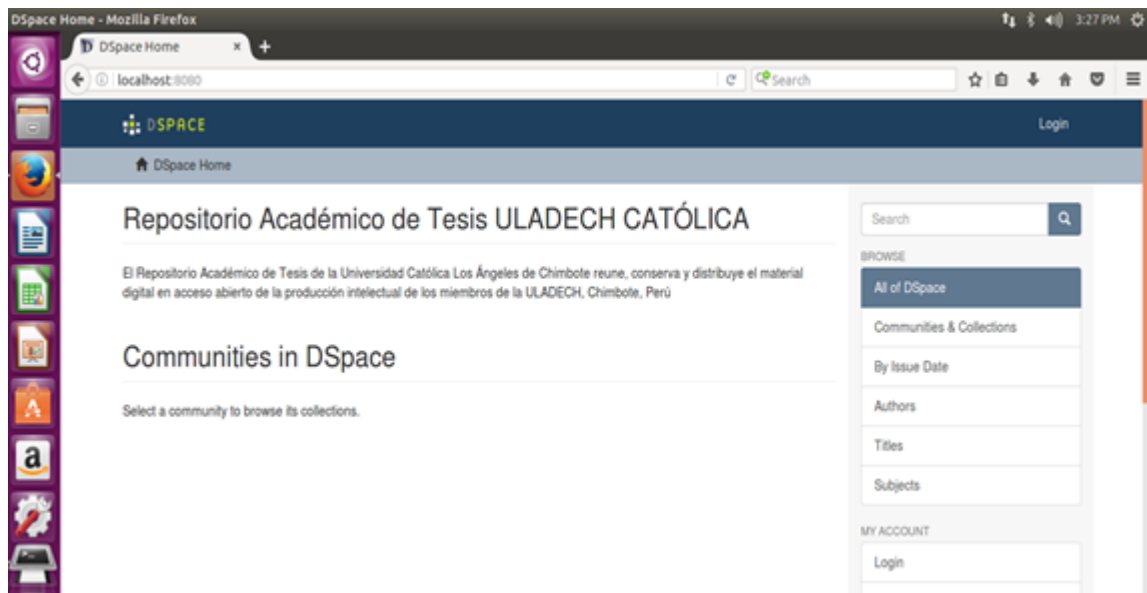 DSpace Home - Mozilla Firefox
3:27 PM
DSpace Home
localhost:8080
Search
DSPACE
Login
DSpace Home
Repositorio Académico de Tesis ULADECH CATÓLICA
El Repositorio Académico de Tesis de la Universidad Católica Los Ángeles de Chimbote reune, conserva y distribuye el material
digital en acceso abierto de la producción intelectual de los miembros de la ULADECH, Chimbote, Perú
Communities in DSpace
Select a community to browse its collections.
Search
BROWSE
All of DSpace
Communities & Collections
By Issue Date
Authors
Titles
Subjects
MY ACCOUNT
Login